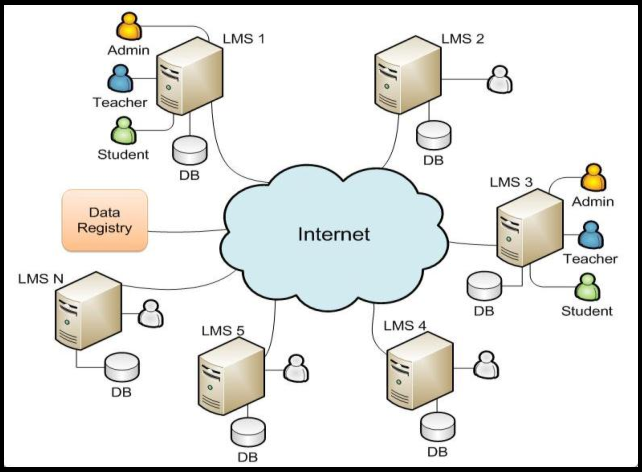 LMS 1
Admin
Teacher
Student
DB
LMS 2
DB
Data
Registry
Internet
LMS 3
Admin
Teacher
Student
DB
LMS N
DB
LMS 5
DB
LMS 4
DB